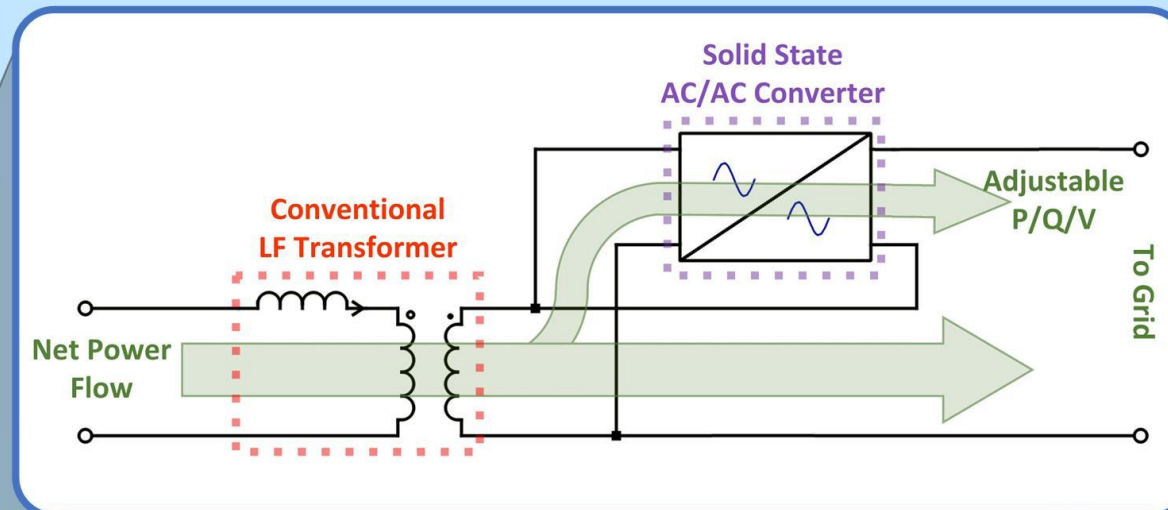 Solid State
AC/AC Converter
Adjustable
P/Q/V
Conventional
LF Transformer
To Grid
Net Power
Flow